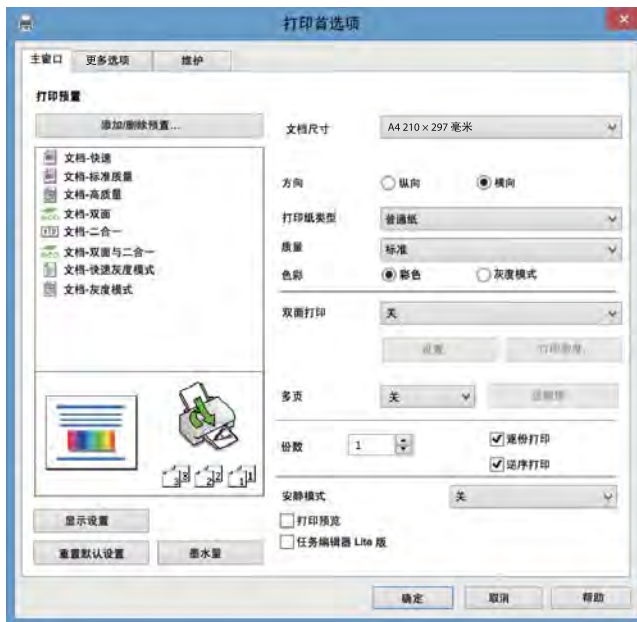 打印首选项
主窗口 更多选项 维护
打印预置
添加/删除预置...
文档-快速
文档-标准质量
文档-高质量
文档-双面
文档-二合一
文档-双面与二合一
文档-快速灰度模式
文档-灰度模式
显示设置
重置默认设置 墨水量
文档尺寸 A4 210 × 297 毫米
方向 纵向 横向
打印纸类型 普通纸
质量 标准
色彩 彩色 灰度模式
双面打印 关
设置
多页 关
份数 1 逐份打印
逆序打印
安静模式 关
打印预览
任务编辑器 Lite 版
确定 取消 帮助